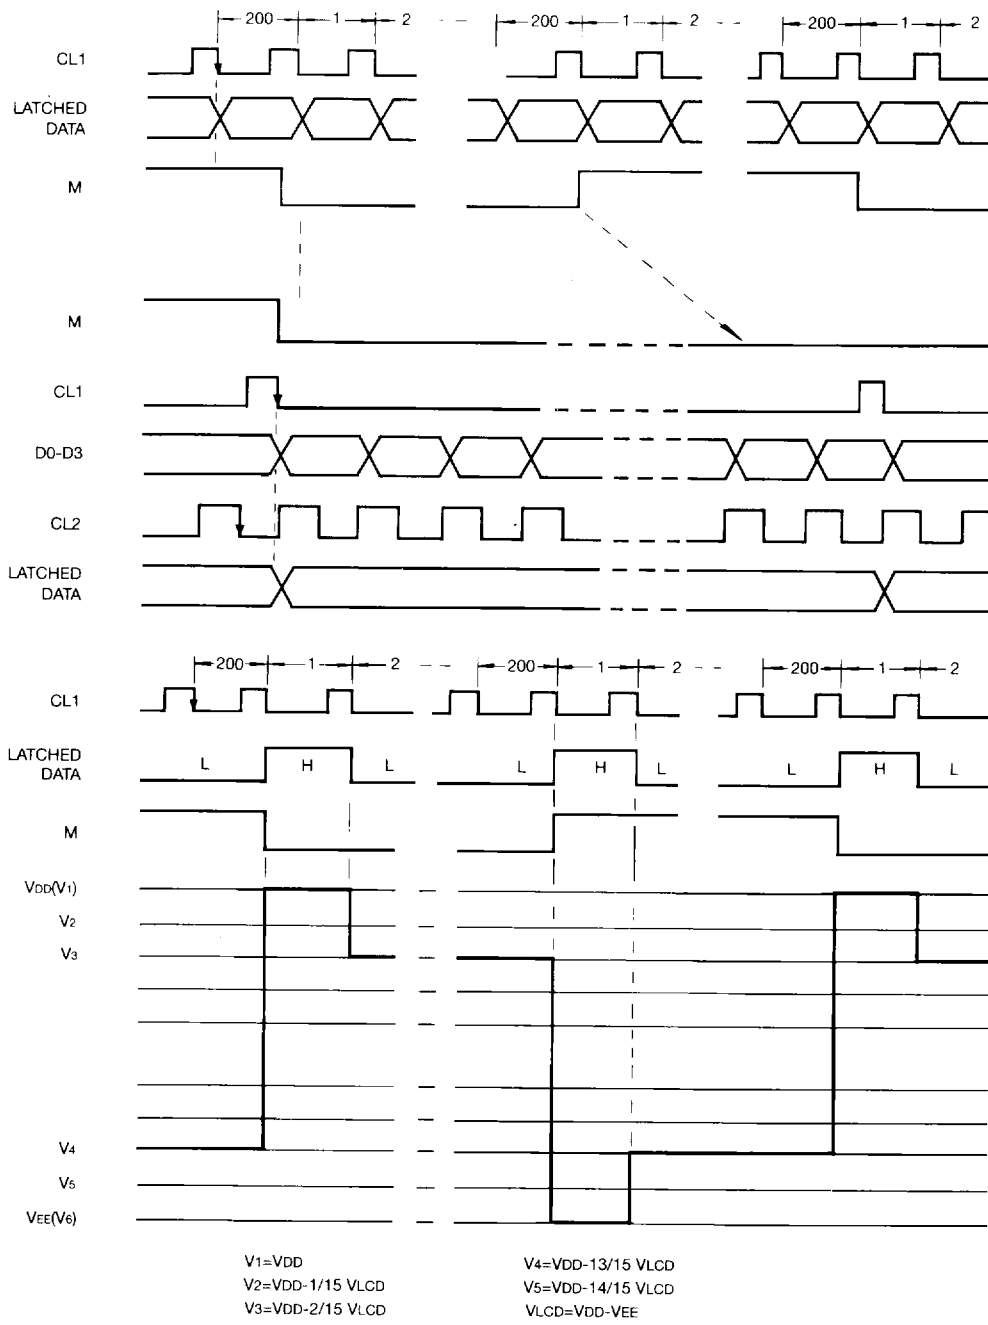 200 1 2 200 1 2 200 1 2
CL1
LATCHED
DATA
M
M
CL1
D0-D3
CL2
LATCHED
DATA
200 1 2 200 1 2 200 1 2
CL1
LATCHED
DATA
L H L L H L L H L
M
VDD(V1)
V2
V3
V4
V5
VEE(V6)
V1=VDD
V2=VDD-1/15 VLCD
V3=VDD-2/15 VLCD
V4=VDD-13/15 VLCD
V5=VDD-14/15 VLCD
VLCD=VDD-VEE